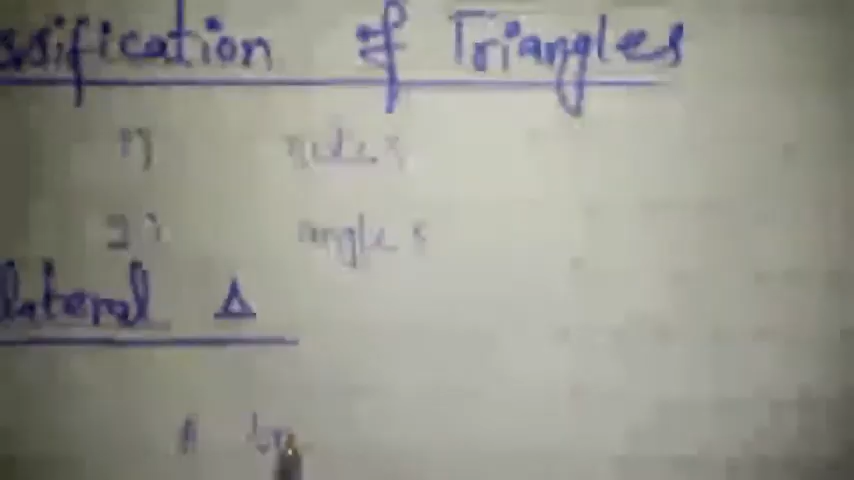 ssification of Triangles
1) sides
2) angles
lateral Δ
A